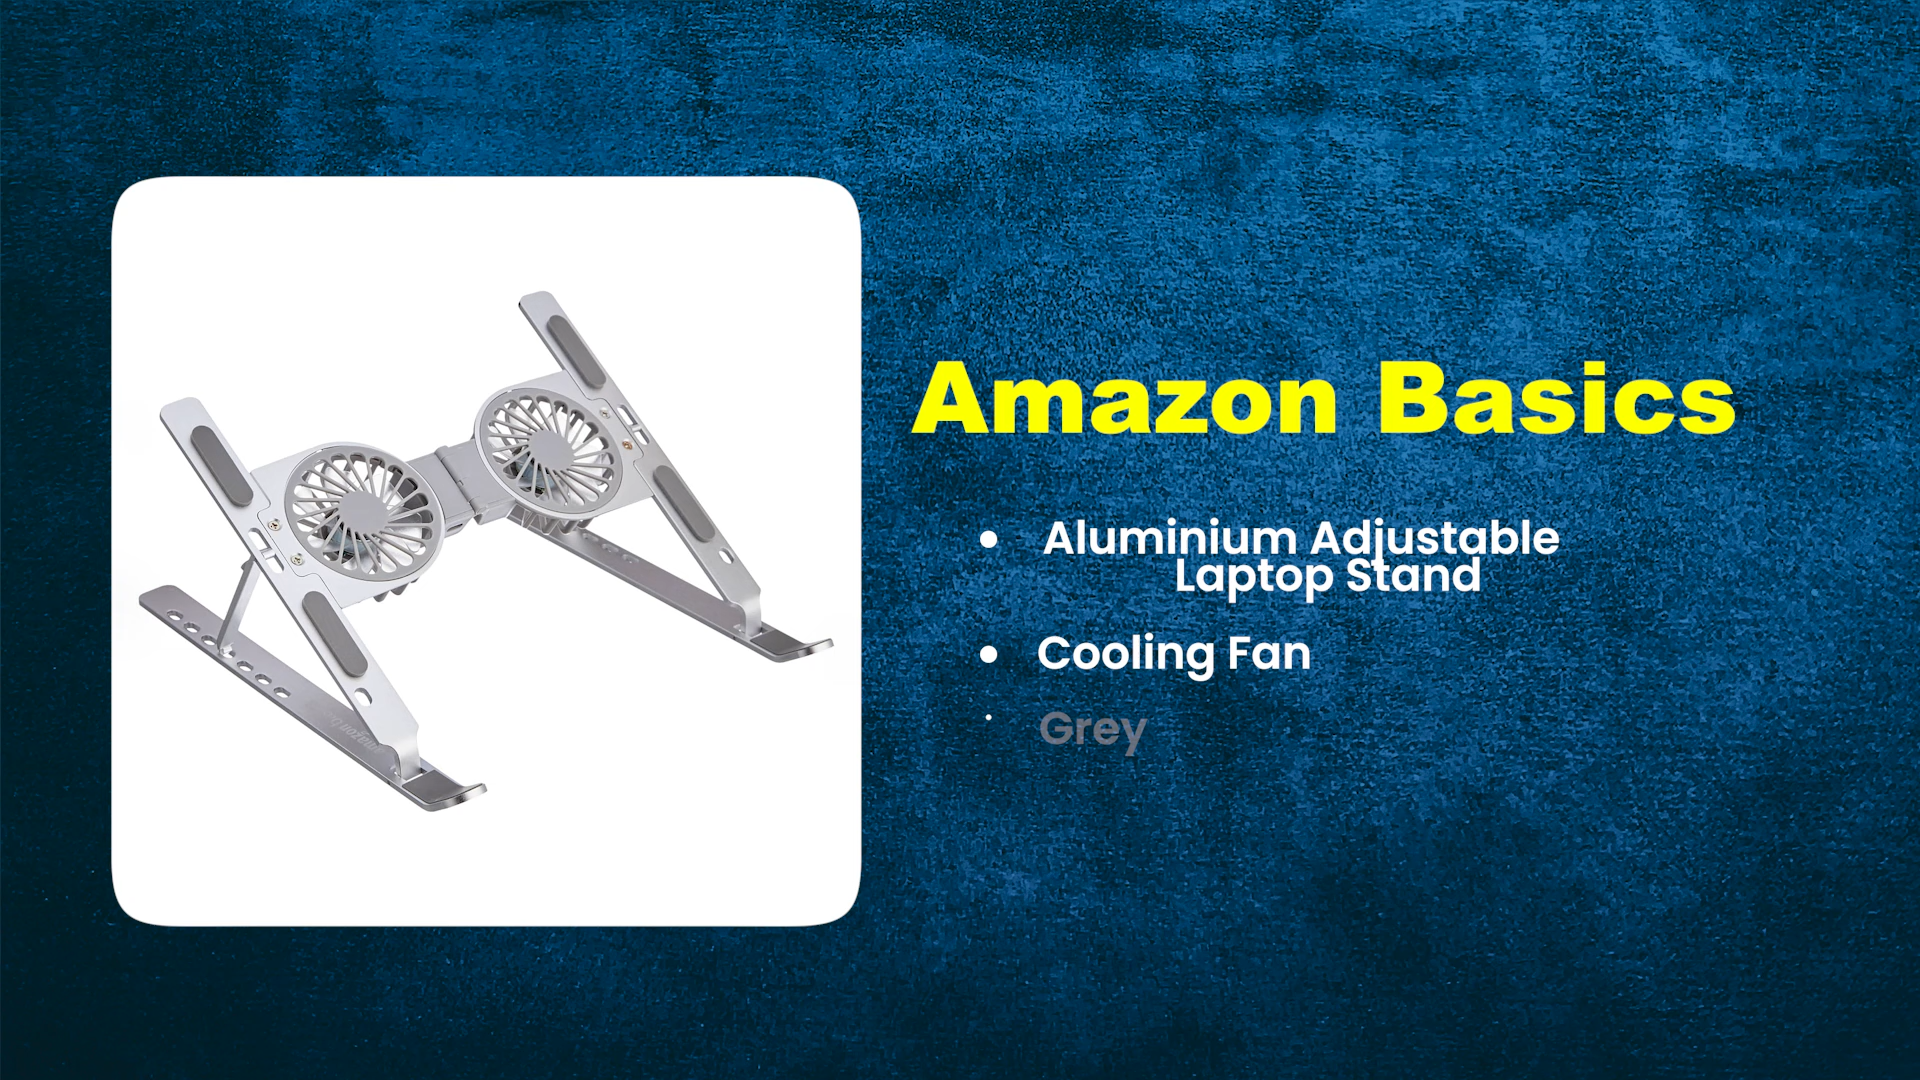 Amazon Basics
• Aluminium Adjustable
Laptop Stand
• Cooling Fan
• Grey